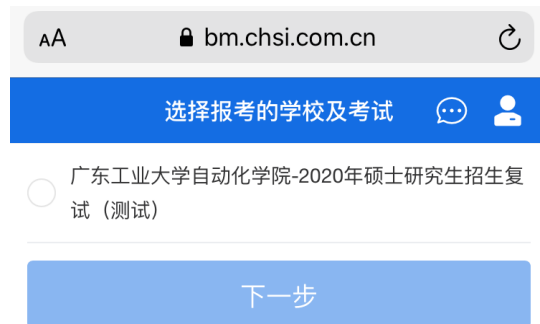 AA bm.chsi.com.cn
选择报考的学校及考试
广东工业大学自动化学院-2020年硕士研究生招生复
试（测试）
下一步